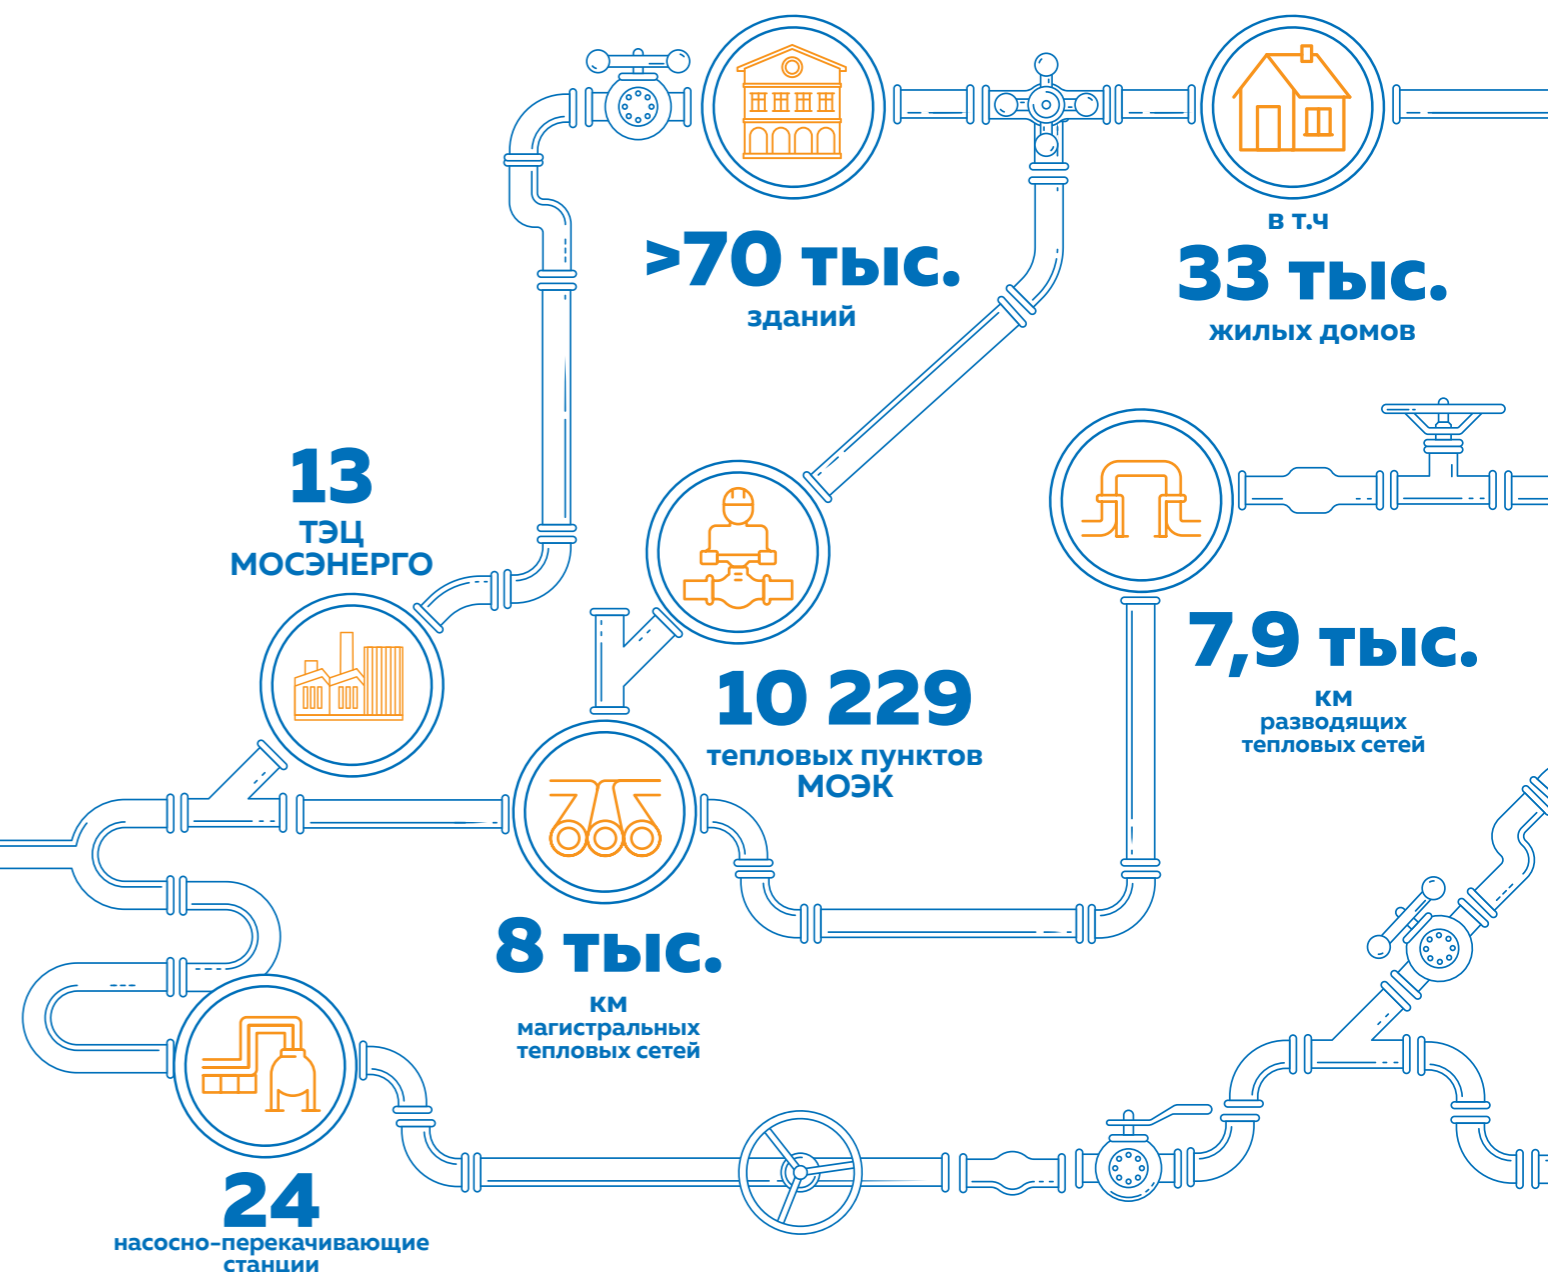 >70 тыс.
зданий
в т.ч
33 тыс.
жилых домов
13
ТЭЦ
МОСЭНЕРГО
10 229
тепловых пунктов
МОЭК
7,9 тыс.
км
разводящих
тепловых сетей
8 тыс.
км
магистральных
тепловых сетей
24
насосно-перекачивающие
станции